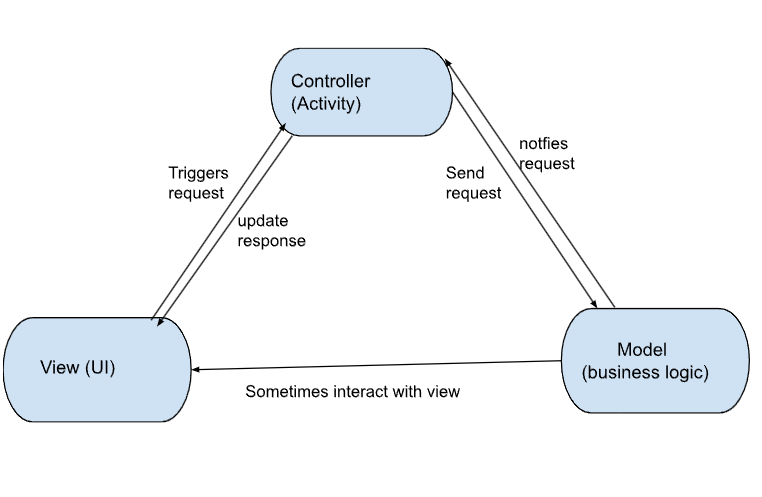 Controller
(Activity)
notfies
request
Triggers
request
Send
request
update
response
View (UI)
Model
(business logic)
Sometimes interact with view